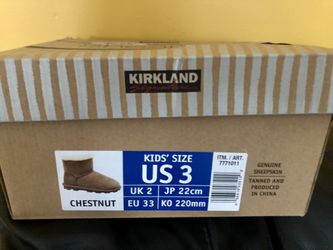 KIRKLAND
Signature
KIDS' SIZE
US 3
UK 2
JP 22cm
EU 33
KO 220mm
CHESTNUT
ITM. / ART.
7771011
GENUINE
SHEEPSKIN
TANNED AND
PRODUCED
IN CHINA